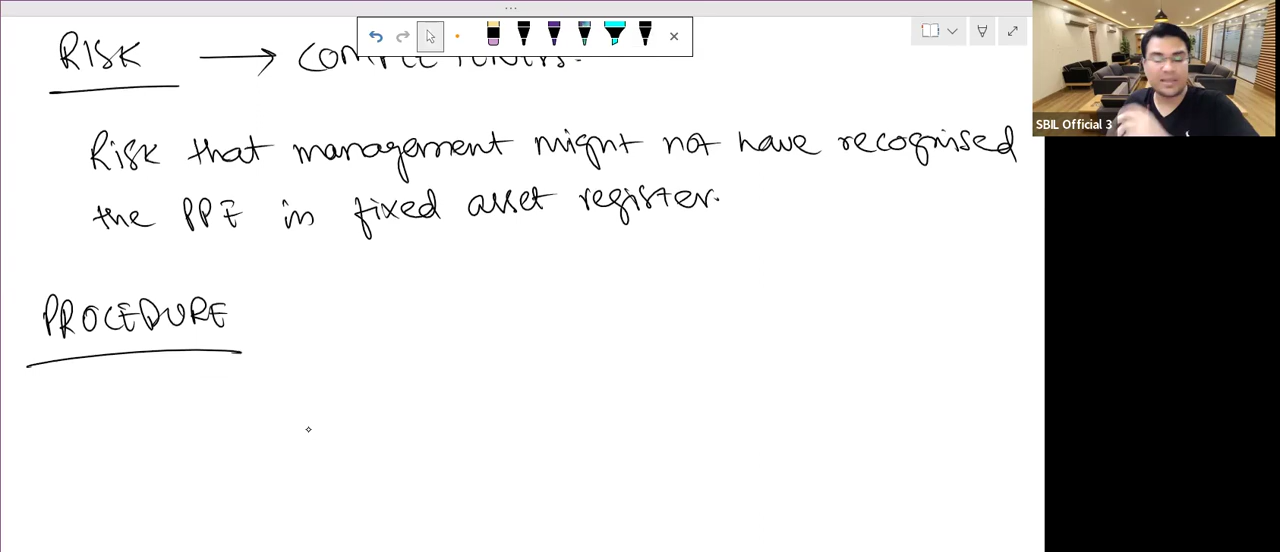 RISK → COMPLETENESS.
SBIL Official 3
Risk that management might not have recognised
the PPE in fixed asset register.
PROCEDURE